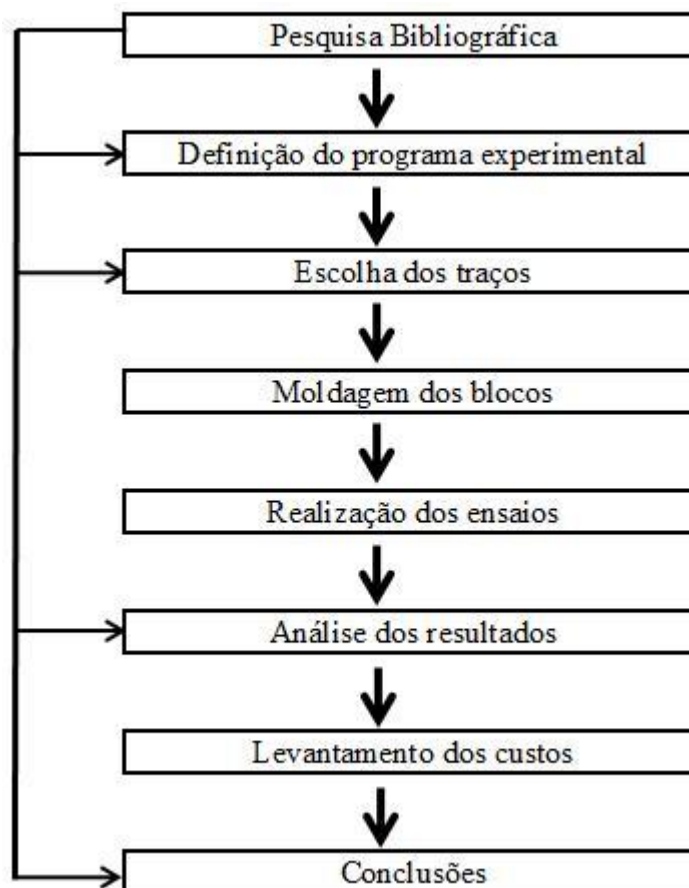 Pesquisa Bibliográfica
Definição do programa experimental
Escolha dos traços
Moldagem dos blocos
Realização dos ensaios
Análise dos resultados
Levantamento dos custos
Conclusões